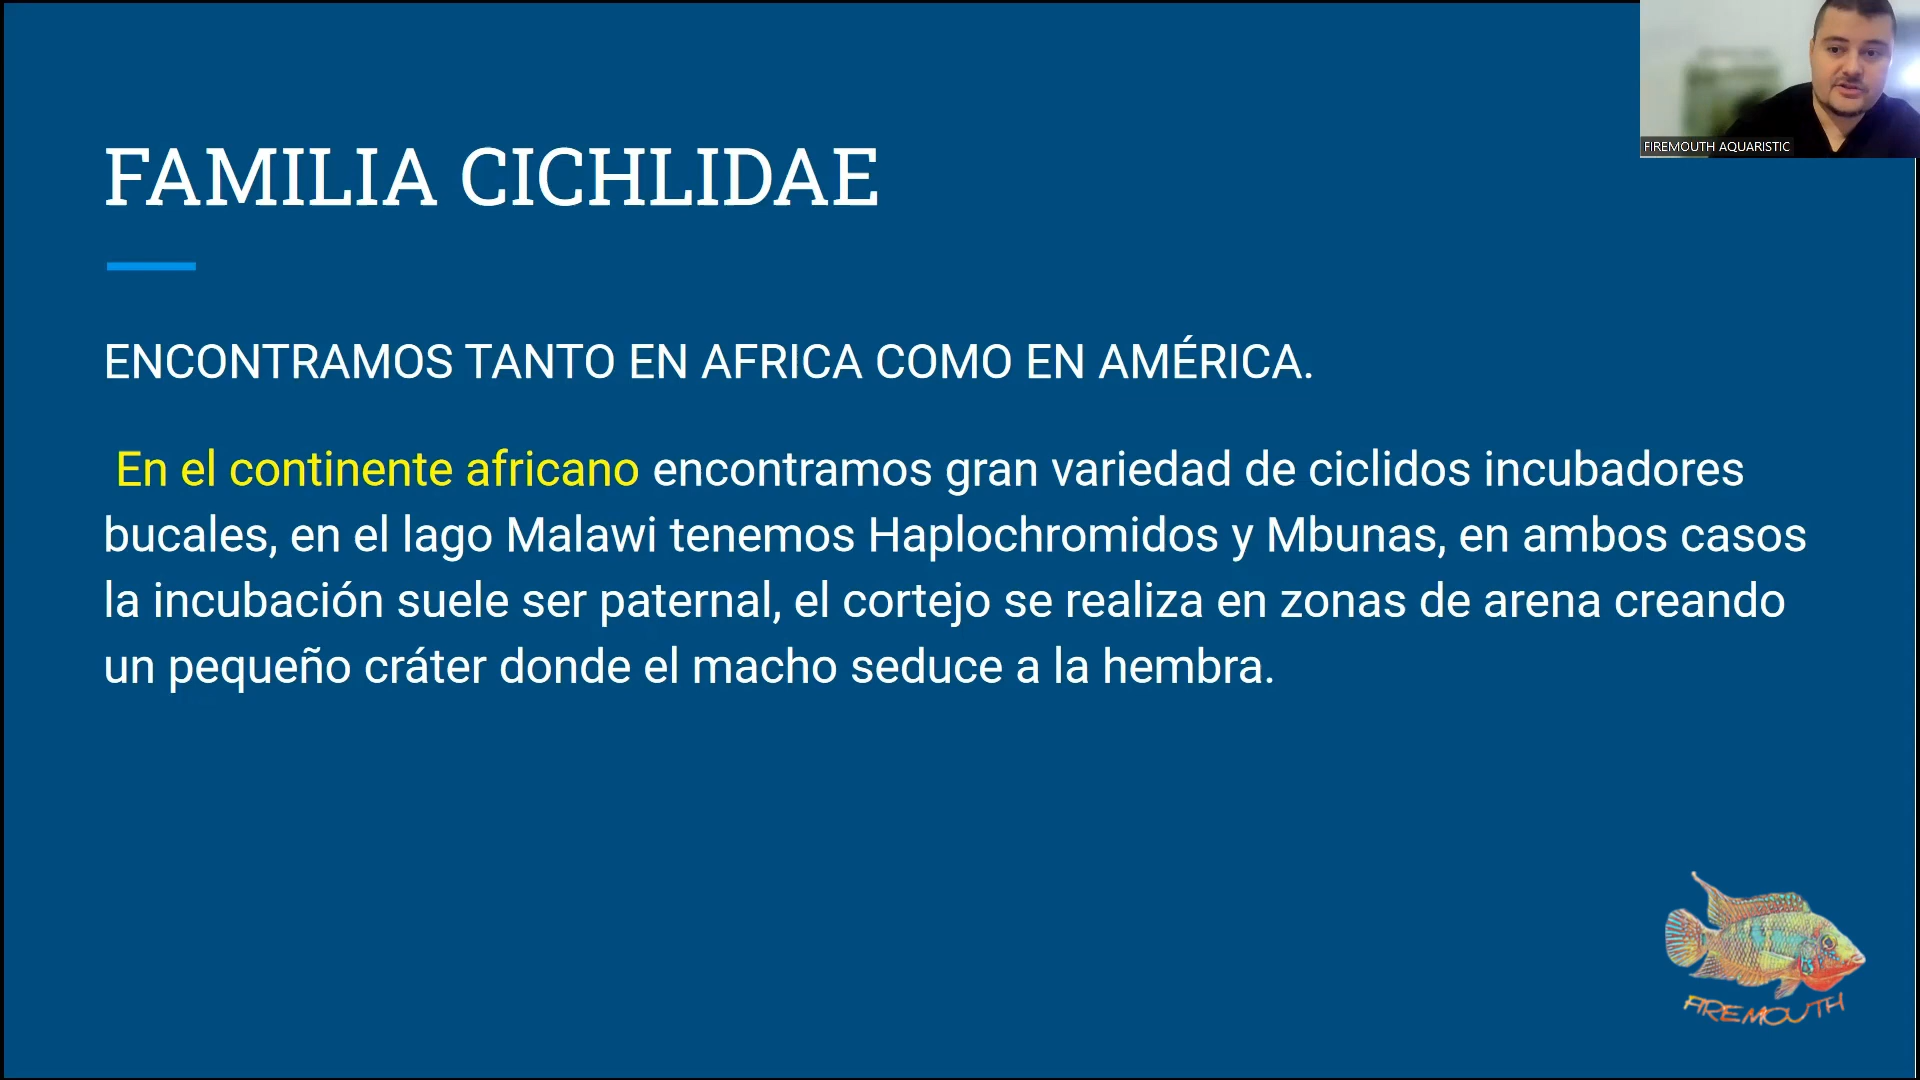 FIREMOUTH AQUARISTIC
FAMILIA CICHLIDAE
ENCONTRAMOS TANTO EN AFRICA COMO EN AMÉRICA.
En el continente africano encontramos gran variedad de ciclidos incubadores
bucales, en el lago Malawi tenemos Haplochromidos y Mbunas, en ambos casos
la incubación suele ser paternal, el cortejo se realiza en zonas de arena creando
un pequeño cráter donde el macho seduce a la hembra.
FIREMOUTH